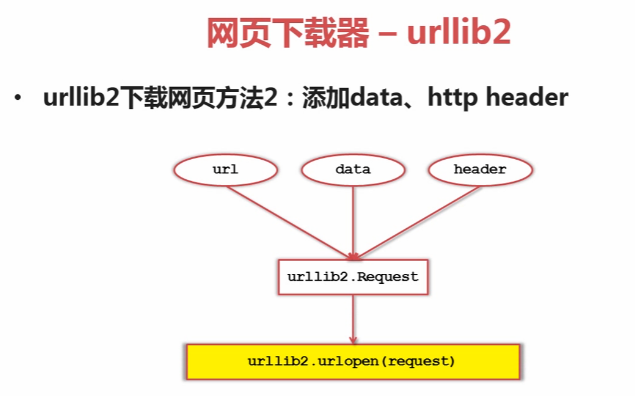 网页下载器 – urllib2
• urllib2下载网页方法2：添加data、http header
url data header
urllib2.Request
urllib2.urlopen(request)